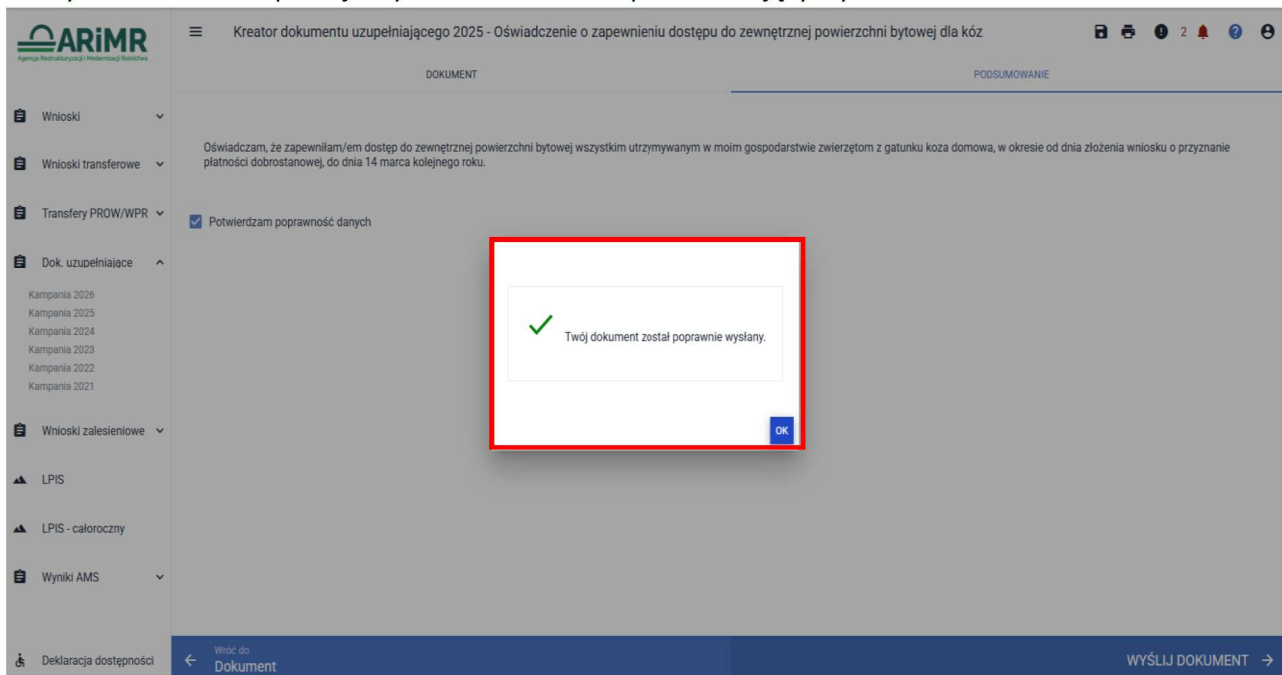 ARiMR
Agencja Restrukturyzacji i Modernizacji Rolnictwa
Kreator dokumentu uzupełniającego 2025 - Oświadczenie o zapewnieniu dostępu do zewnętrznej powierzchni bytowej dla kóz
2
DOKUMENT
PODSUMOWANIE
Wnioski
Wnioski transferowe
Transfery PROW/WPR
Dok. uzupełniające
Kampania 2026
Kampania 2025
Kampania 2024
Kampania 2023
Kampania 2022
Kampania 2021
Wnioski zalesieniowe
LPIS
LPIS - całoroczny
Wyniki AMS
Deklaracja dostępności
Oświadczam, że zapewniłam/em dostęp do zewnętrznej powierzchni bytowej wszystkim utrzymywanym w moim gospodarstwie zwierzętom z gatunku koza domowa, w okresie od dnia złożenia wniosku o przyznanie
płatności dobrostanowej, do dnia 14 marca kolejnego roku.
Potwierdzam poprawność danych
Twój dokument został poprawnie wysłany.
OK
Wróć do
Dokument
WYŚLIJ DOKUMENT